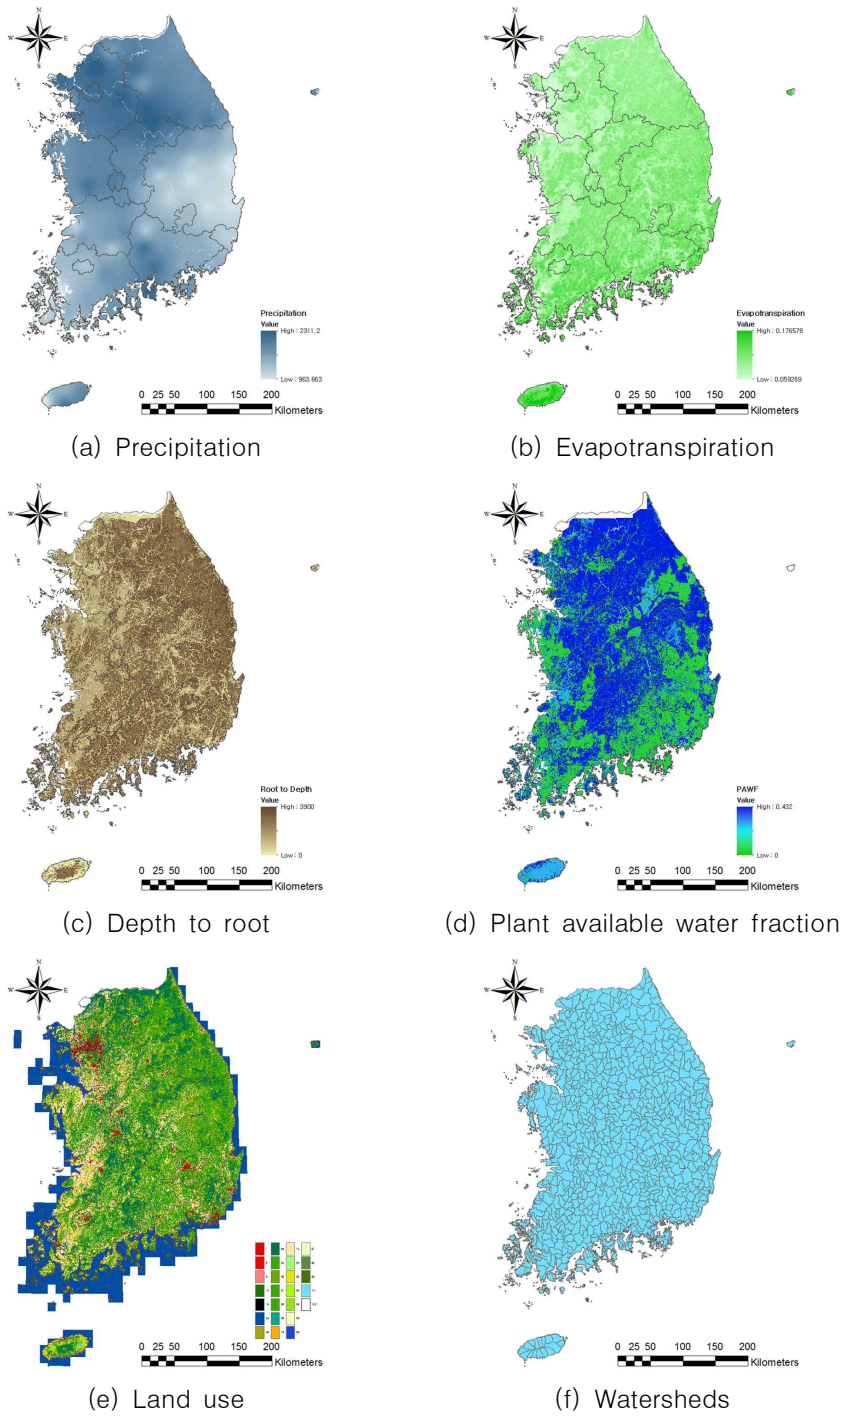 N
W E
S
Precipitation
Value
High : 2311.2
Low : 963.663
0 25 50 100 150 200
Kilometers
(a) Precipitation
N
W E
S
Evapotranspiration
Value
High : 0.176578
Low : 0.059269
0 25 50 100 150 200
Kilometers
(b) Evapotranspiration
N
W E
S
Root to Depth
Value
High : 3900
Low : 0
0 25 50 100 150 200
Kilometers
(c) Depth to root
N
W E
S
PAWF
Value
High : 0.432
Low : 0
0 25 50 100 150 200
Kilometers
(d) Plant available water fraction
N
W E
S
0 25 50 100 150 200
Kilometers
(e) Land use
N
W E
S
0 25 50 100 150 200
Kilometers
(f) Watersheds